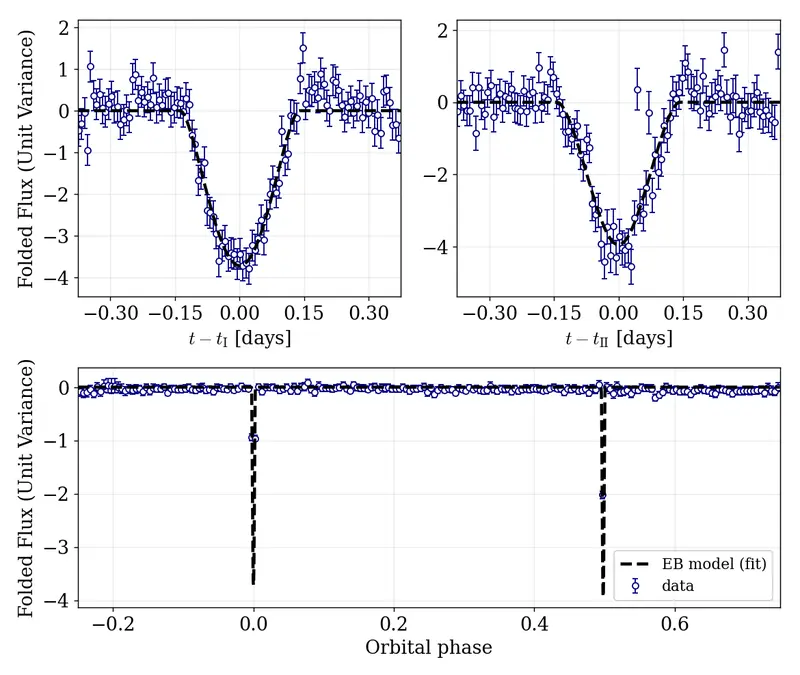 Folded Flux (Unit Variance)
2
1
0
−1
−2
−3
−4
−0.30 −0.15 0.00 0.15 0.30
t − tI [days]
2
0
−2
−4
−0.30 −0.15 0.00 0.15 0.30
t − tII [days]
Folded Flux (Unit Variance)
0
−1
−2
−3
−4
EB model (fit)
data
−0.2 0.0 0.2 0.4 0.6
Orbital phase